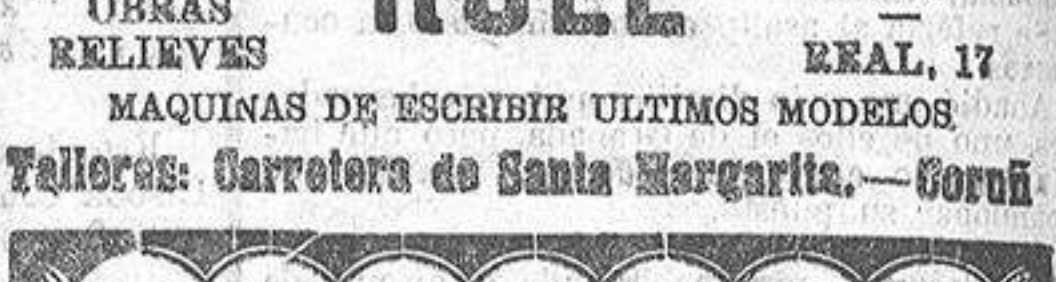 OBRAS
RELIEVES
REAL, 17
MAQUINAS DE ESCRIBIR ULTIMOS MODELOS
Talleres: Carretera de Santa Margarita.—Coruñ